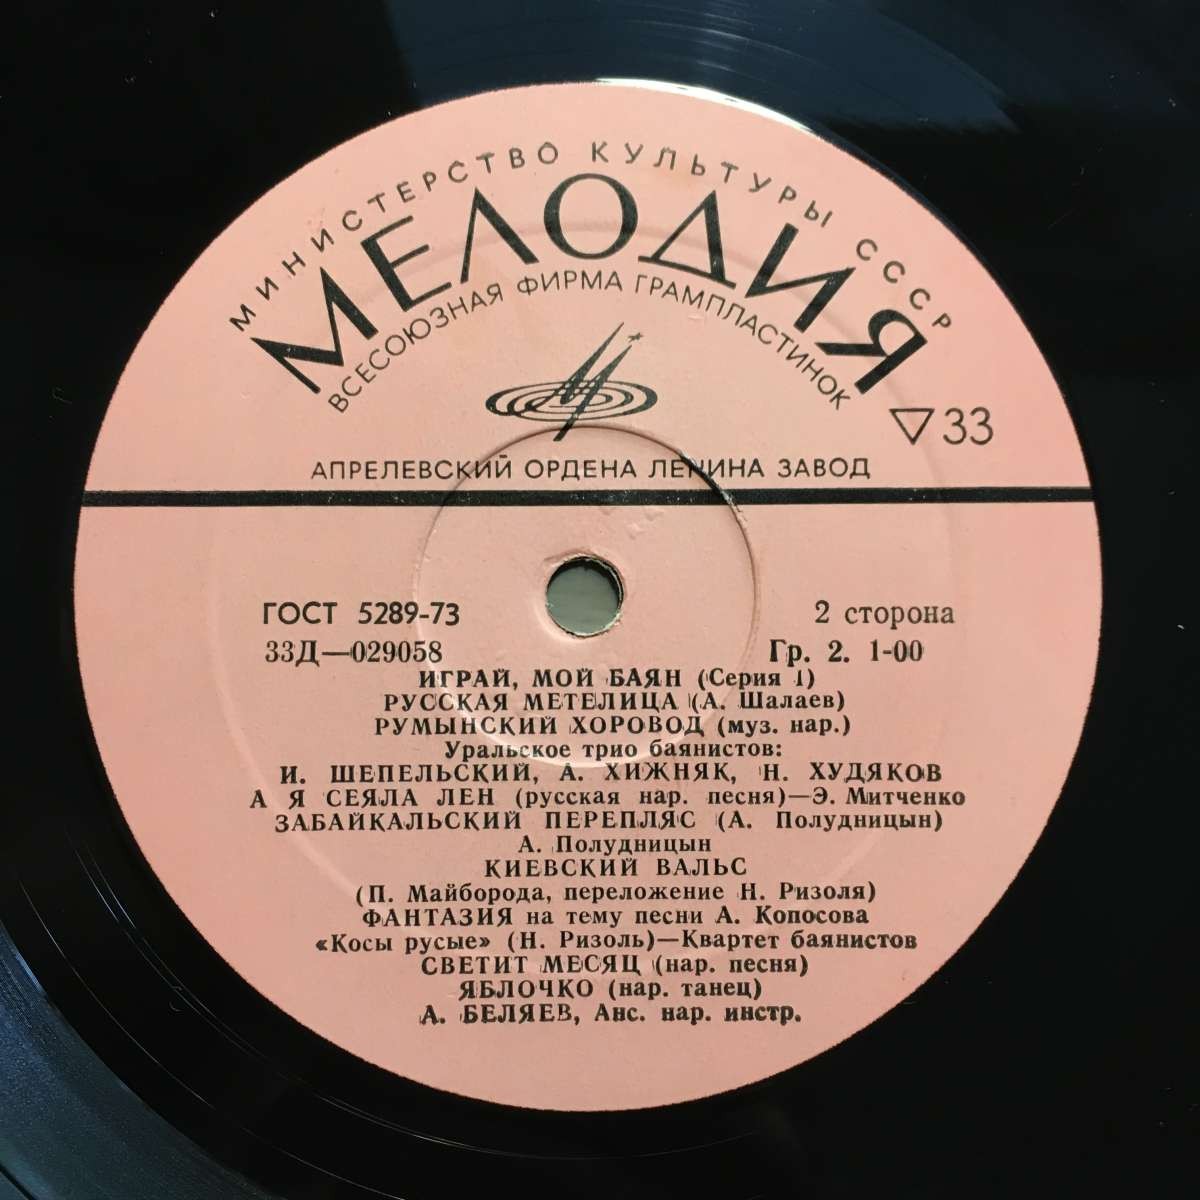 МИНИСТЕРСТВО КУЛЬТУРЫ СССР
МЕЛОДИЯ
ВСЕСОЮЗНАЯ ФИРМА ГРАМПЛАСТИНОК
33
АПРЕЛЕВСКИЙ ОРДЕНА ЛЕНИНА ЗАВОД
ГОСТ 5289-73 2 сторона
33Д—029058 Гр. 2. 1-00
ИГРАЙ, МОЙ БАЯН (Серия 1)
РУССКАЯ МЕТЕЛИЦА (А. Шалаев)
РУМЫНСКИЙ ХОРОВОД (муз. нар.)
Уральское трио баянистов:
И. ШЕПЕЛЬСКИЙ, А. ХИЖНЯК, Н. ХУДЯКОВ
А Я СЕЯЛА ЛЕН (русская нар. песня)—Э. Митченко
ЗАБАЙКАЛЬСКИЙ ПЕРЕПЛЯС (А. Полудницын)
А. Полудницын
КИЕВСКИЙ ВАЛЬС
(П. Майборода, переложение Н. Ризоля)
ФАНТАЗИЯ на тему песни А. Копосова
«Косы русые» (Н. Ризоль)—Квартет баянистов
СВЕТИТ МЕСЯЦ (нар. песня)
ЯБЛОЧКО (нар. танец)
А. БЕЛЯЕВ, Анс. нар. инстр.